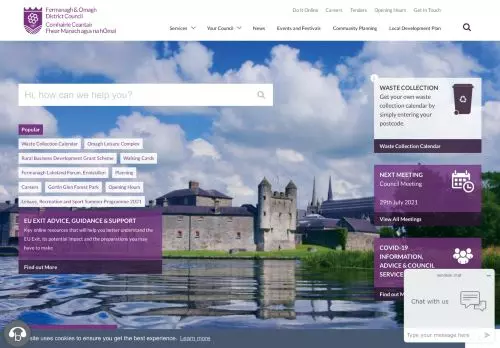 Fermanagh & Omagh
District Council
Comhairle Ceantair
Fhear Manach agus na hÓmaí
Do it Online
Careers
Tenders
Opening Hours
Get in Touch
Services
Your Council
News
Events and Festivals
Community Planning
Local Development Plan
Hi, how can we help you?
Popular
Waste Collection Calendar
Omagh Leisure Complex
Rural Business Development Grant Scheme
Walking Cards
Fermanagh Lakeland Forum, Enniskillen
Planning
Careers
Gortin Glen Forest Park
Opening Hours
Leisure, Recreation and Sport Summer Programme 2021
EU EXIT ADVICE, GUIDANCE & SUPPORT
Key online resources that will help you better understand the
EU Exit, its potential impact and the preparations you may
have to make
Find out More
WASTE COLLECTION
Get your own waste
collection calendar by
simply entering your
postcode.
Waste Collection Calendar
NEXT MEETING
Council Meeting
29th July 2021
View All Meetings
COVID-19
INFORMATION,
ADVICE & COUNCIL
SERVICE
Find out More
Chat with us
Type your message here
site uses cookies to ensure you get the best experience.
Learn more